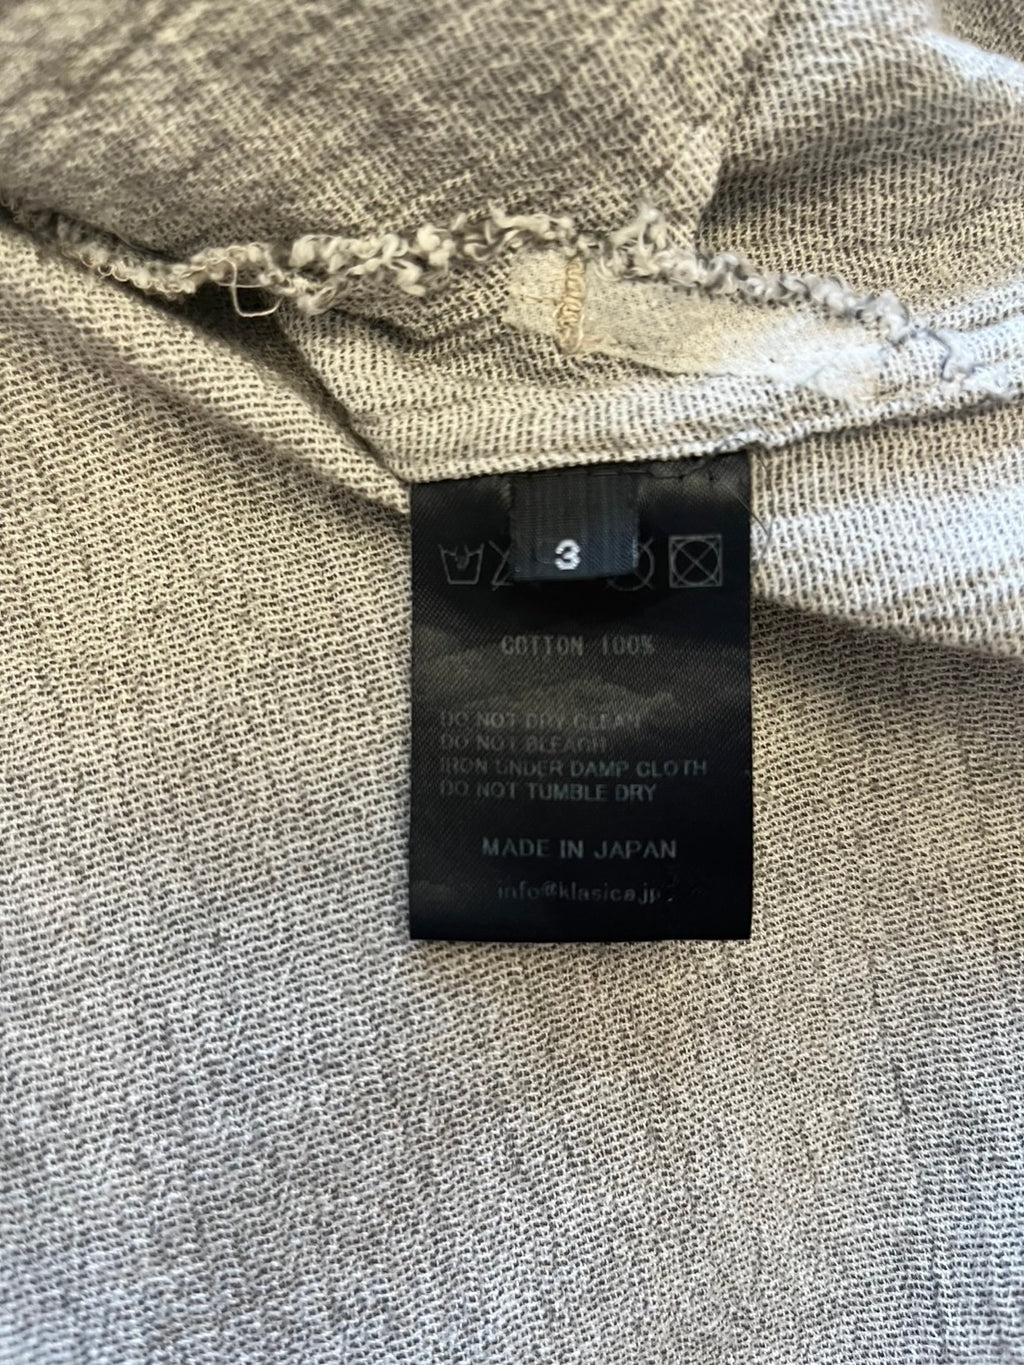 3
COTTON 100%
DO NOT DRY CLEAN
DO NOT BLEACH
IRON UNDER DAMP CLOTH
DO NOT TUMBLE DRY
MADE IN JAPAN
info@klasica.jp